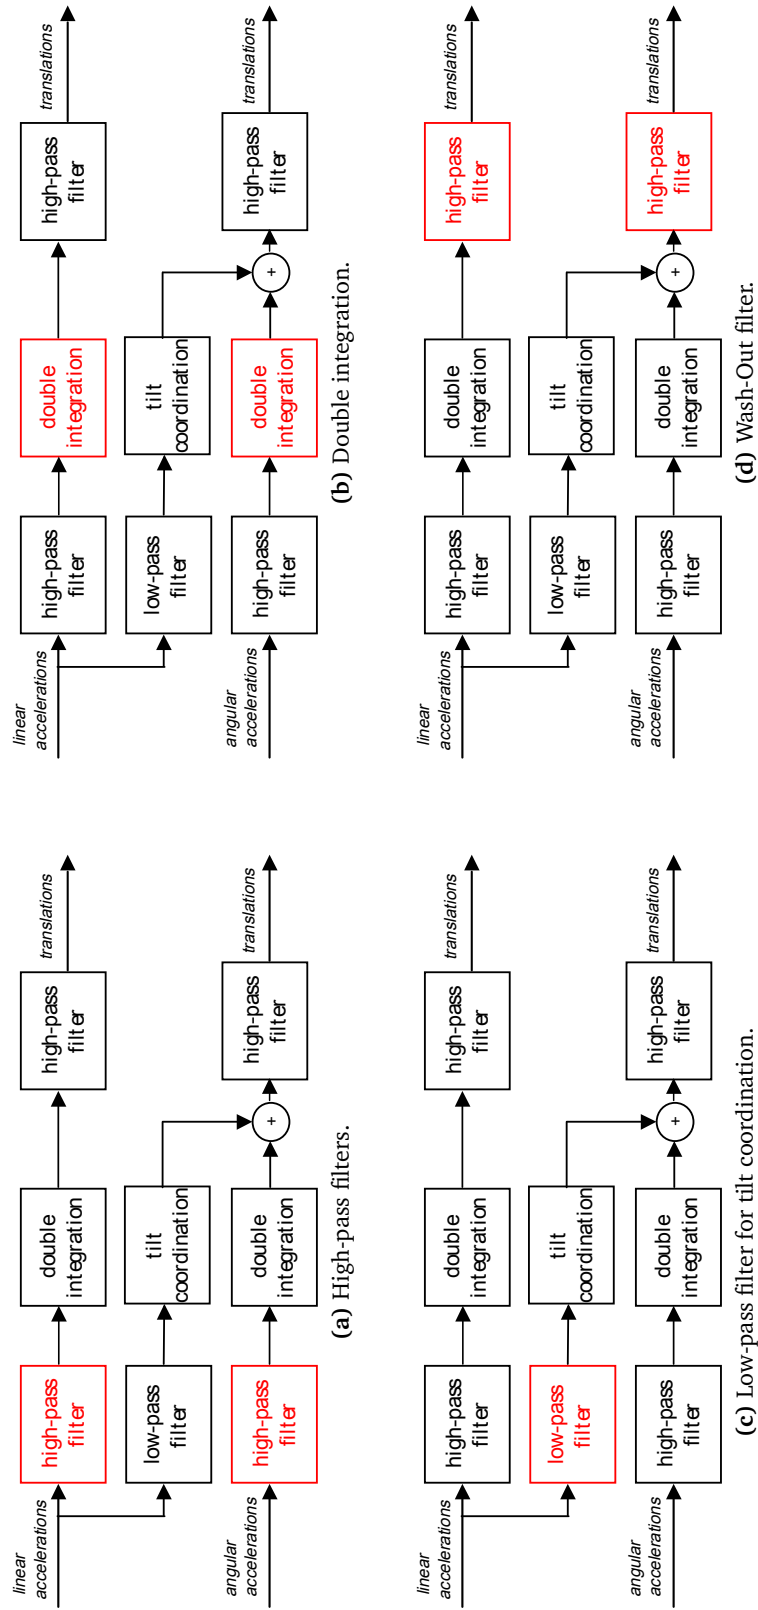 linear
accelerations
high-pass
filter
double
integration
high-pass
filter
translations
low-pass
filter
tilt
coordination
angular
accelerations
high-pass
filter
double
integration
+
high-pass
filter
translations
(a) High-pass filters.
linear
accelerations
high-pass
filter
double
integration
high-pass
filter
translations
low-pass
filter
tilt
coordination
angular
accelerations
high-pass
filter
double
integration
+
high-pass
filter
translations
(b) Double integration.
linear
accelerations
high-pass
filter
double
integration
high-pass
filter
translations
low-pass
filter
tilt
coordination
angular
accelerations
high-pass
filter
double
integration
+
high-pass
filter
translations
(c) Low-pass filter for tilt coordination.
linear
accelerations
high-pass
filter
double
integration
high-pass
filter
translations
low-pass
filter
tilt
coordination
angular
accelerations
high-pass
filter
double
integration
+
high-pass
filter
translations
(d) Wash-Out filter.